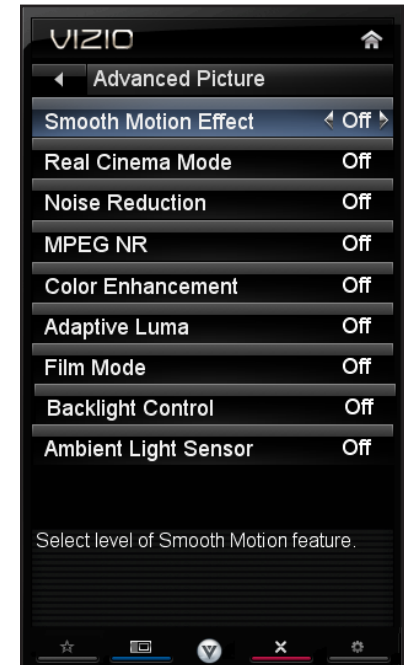 VIZIO
Advanced Picture
Smooth Motion Effect Off
Real Cinema Mode Off
Noise Reduction Off
MPEG NR Off
Color Enhancement Off
Adaptive Luma Off
Film Mode Off
Backlight Control Off
Ambient Light Sensor Off
Select level of Smooth Motion feature.